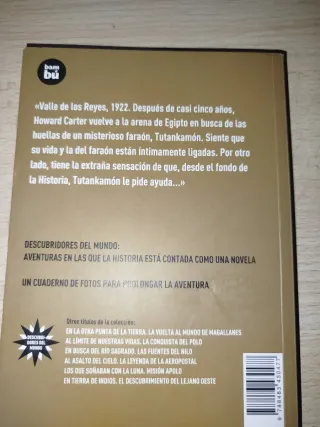 bam
bú
«Valle de los Reyes, 1922. Después de casi cinco años,
Howard Carter vuelve a la arena de Egipto en busca de las
huellas de un misterioso faraón, Tutankamón. Siente que
su vida y la del faraón están íntimamente ligadas. Por otro
lado, tiene la extraña sensación de que, desde el fondo de
la Historia, Tutankamón le pide ayuda...»
DESCUBRIDORES DEL MUNDO:
AVENTURAS EN LAS QUE LA HISTORIA ESTÁ CONTADA COMO UNA NOVELA
UN CUADERNO DE FOTOS PARA PROLONGAR LA AVENTURA
DESCUBRI
DORES DEL
MUNDO
Otros títulos de la colección:
EN LA OTRA PUNTA DE LA TIERRA. LA VUELTA AL MUNDO DE MAGALLANES
AL LÍMITE DE NUESTRAS VIDAS. LA CONQUISTA DEL POLO
EN BUSCA DEL RÍO SAGRADO. LAS FUENTES DEL NILO
AL ASALTO DEL CIELO. LA LEYENDA DE LA AEROPOSTAL
LOS QUE SOÑABAN CON LA LUNA. MISIÓN APOLO
EN TIERRA DE INDIOS. EL DESCUBRIMIENTO DEL LEJANO OESTE